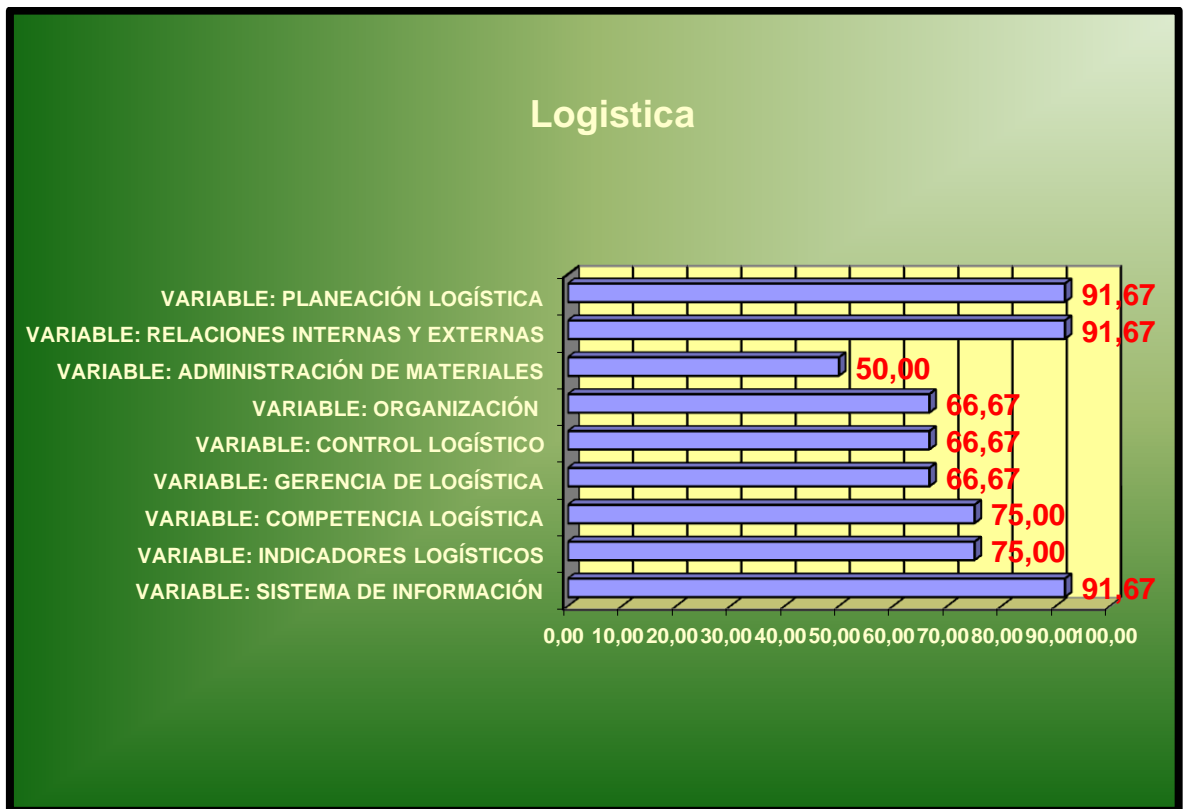 Logistica
VARIABLE: PLANEACIÓN LOGÍSTICA 91,67
VARIABLE: RELACIONES INTERNAS Y EXTERNAS 91,67
VARIABLE: ADMINISTRACIÓN DE MATERIALES 50,00
VARIABLE: ORGANIZACIÓN 66,67
VARIABLE: CONTROL LOGÍSTICO 66,67
VARIABLE: GERENCIA DE LOGÍSTICA 66,67
VARIABLE: COMPETENCIA LOGÍSTICA 75,00
VARIABLE: INDICADORES LOGÍSTICOS 75,00
VARIABLE: SISTEMA DE INFORMACIÓN 91,67
0,00 10,00 20,00 30,00 40,00 50,00 60,00 70,00 80,00 90,00 100,00